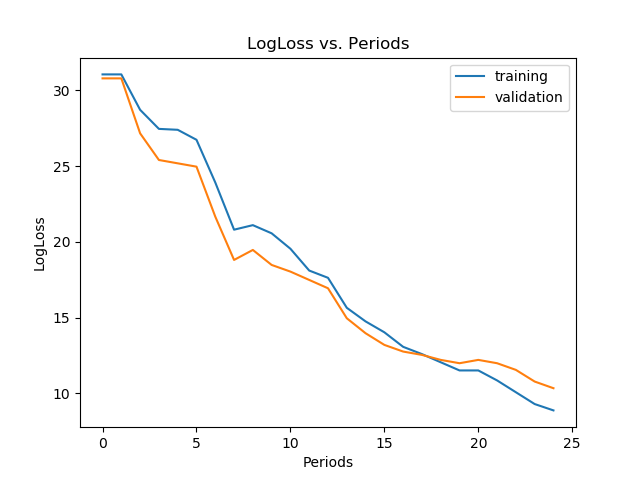 LogLoss vs. Periods
training
validation
LogLoss
30
25
20
15
10
0 5 10 15 20 25
Periods